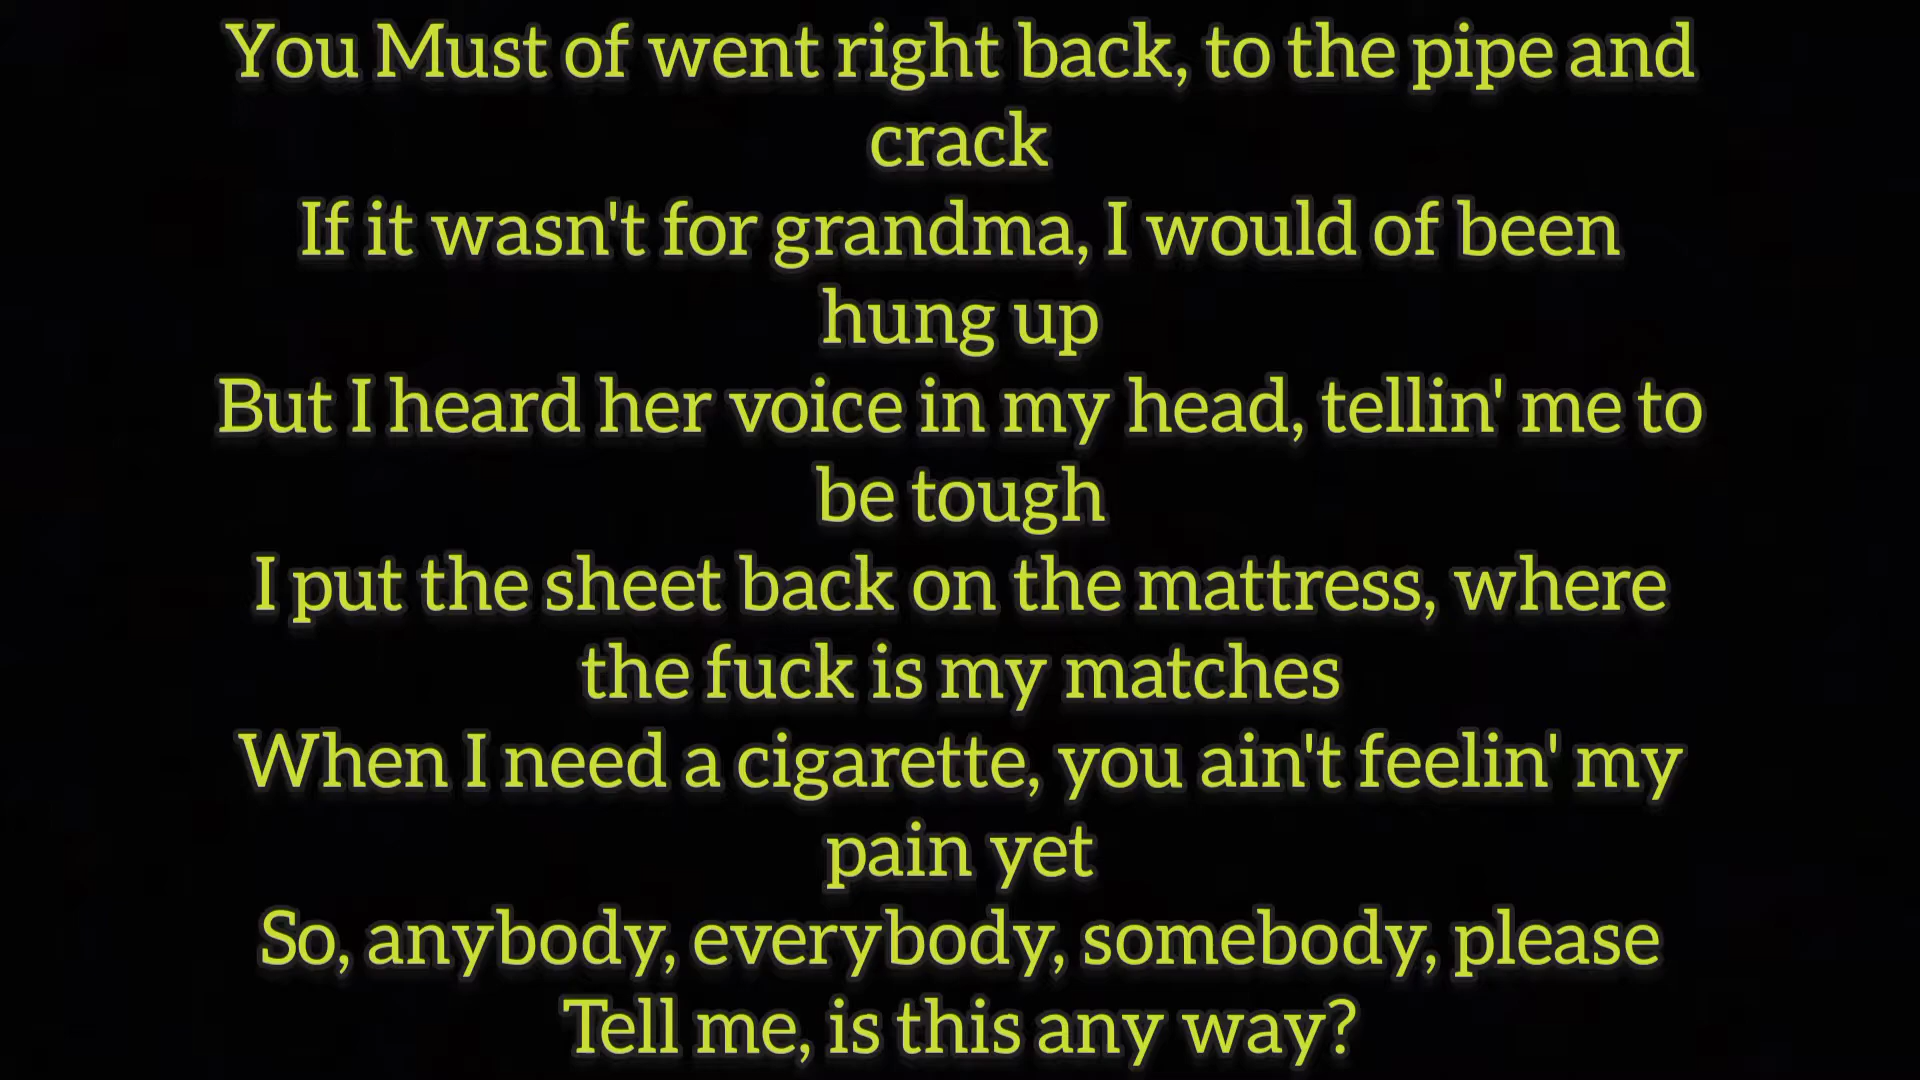 You Must of went right back, to the pipe and
crack
If it wasn't for grandma, I would of been
hung up
But I heard her voice in my head, tellin' me to
be tough
I put the sheet back on the mattress, where
the fuck is my matches
When I need a cigarette, you ain't feelin' my
pain yet
So, anybody, everybody, somebody, please
Tell me, is this any way?